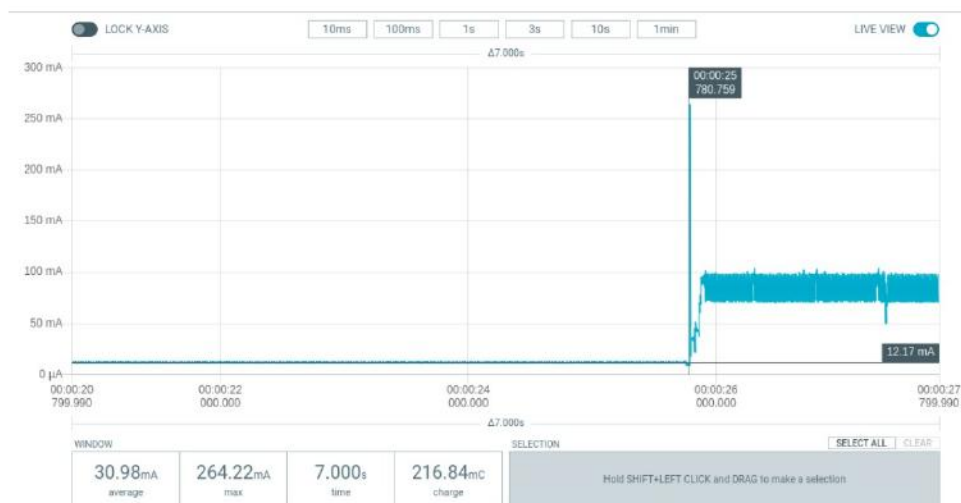 LOCK Y-AXIS 10ms 100ms 1s 3s 10s 1min LIVE VIEW
Δ7.000s
300 mA
00:00:25
780.759
250 mA
200 mA
150 mA
100 mA
50 mA
12.17 mA
0 µA
00:00:20 00:00:22 00:00:24 00:00:26 00:00:27
799.990 000.000 000.000 000.000 799.990
Δ7.000s
WINDOW SELECTION SELECT ALL CLEAR
30.98mA 264.22mA 7.000s 216.84mC
average max time charge
Hold SHIFT+LEFT CLICK and DRAG to make a selection